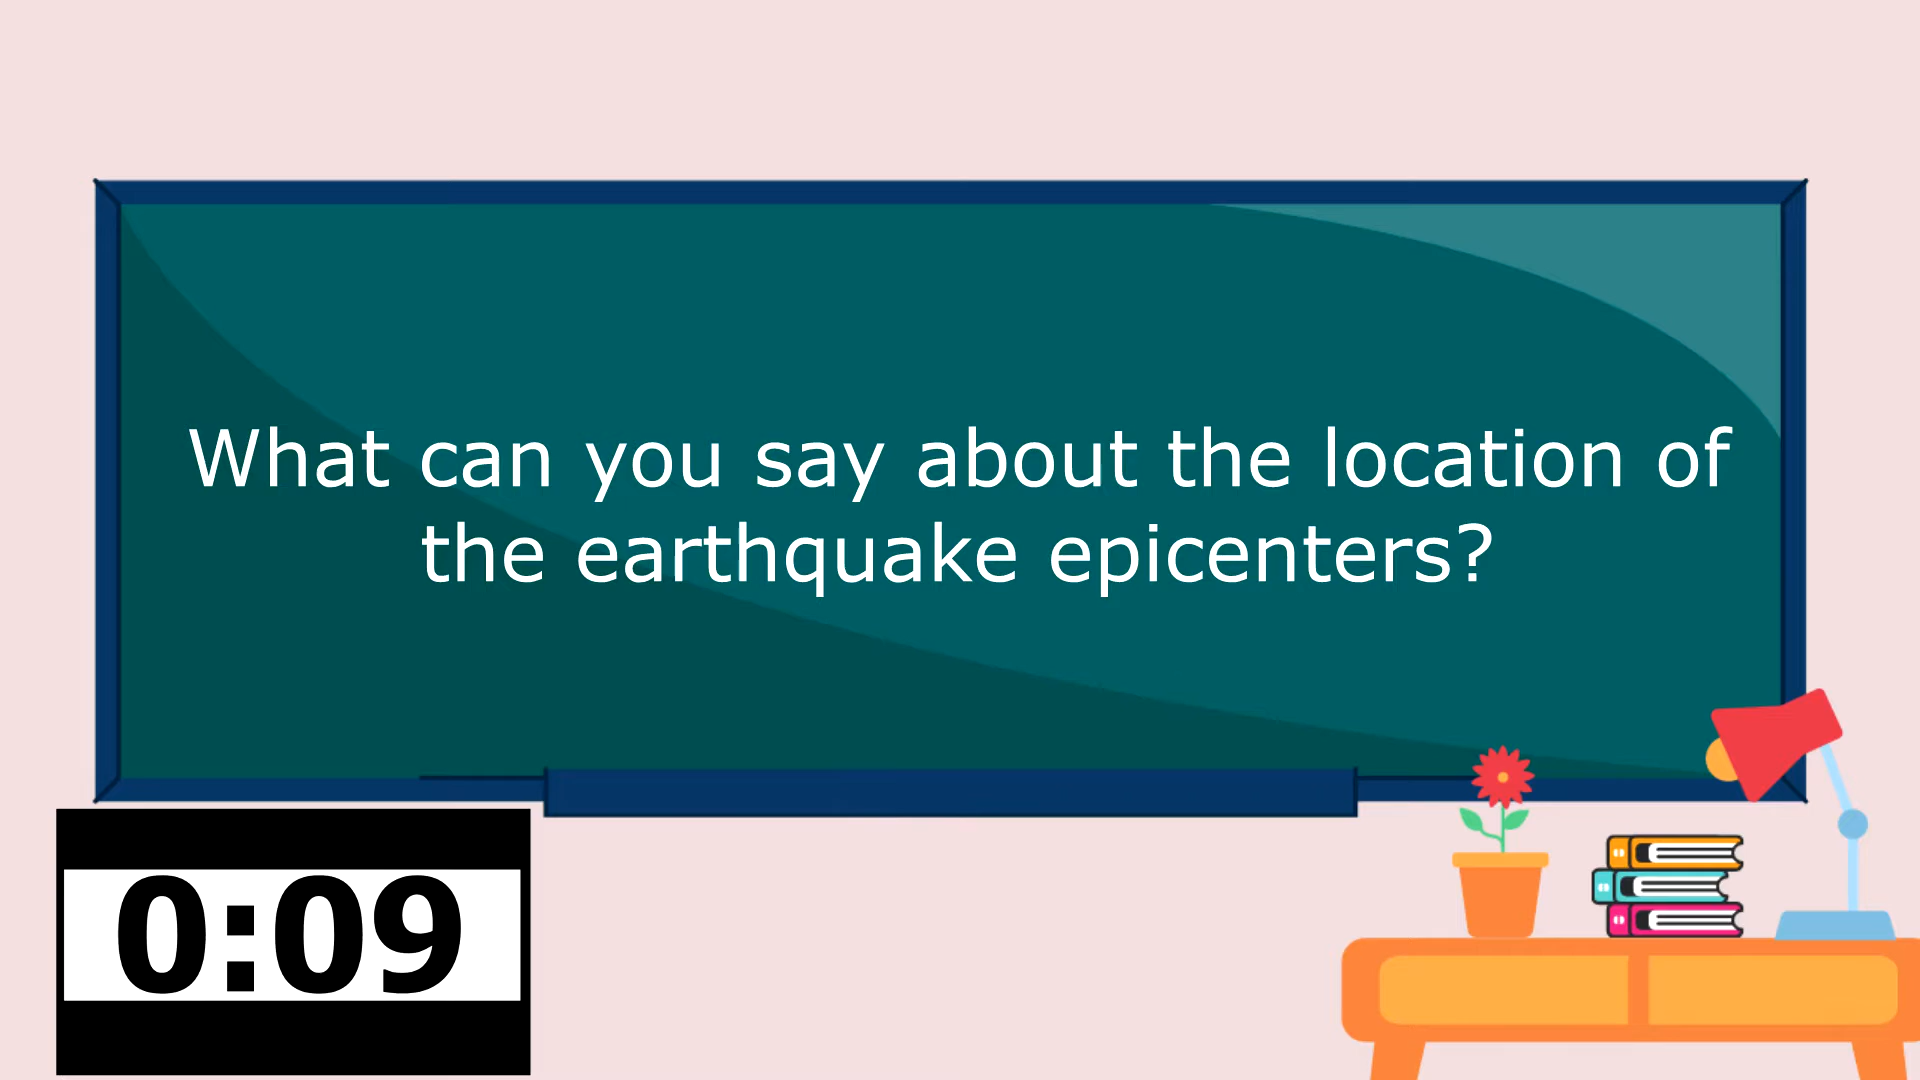 What can you say about the location of
the earthquake epicenters?
0:09